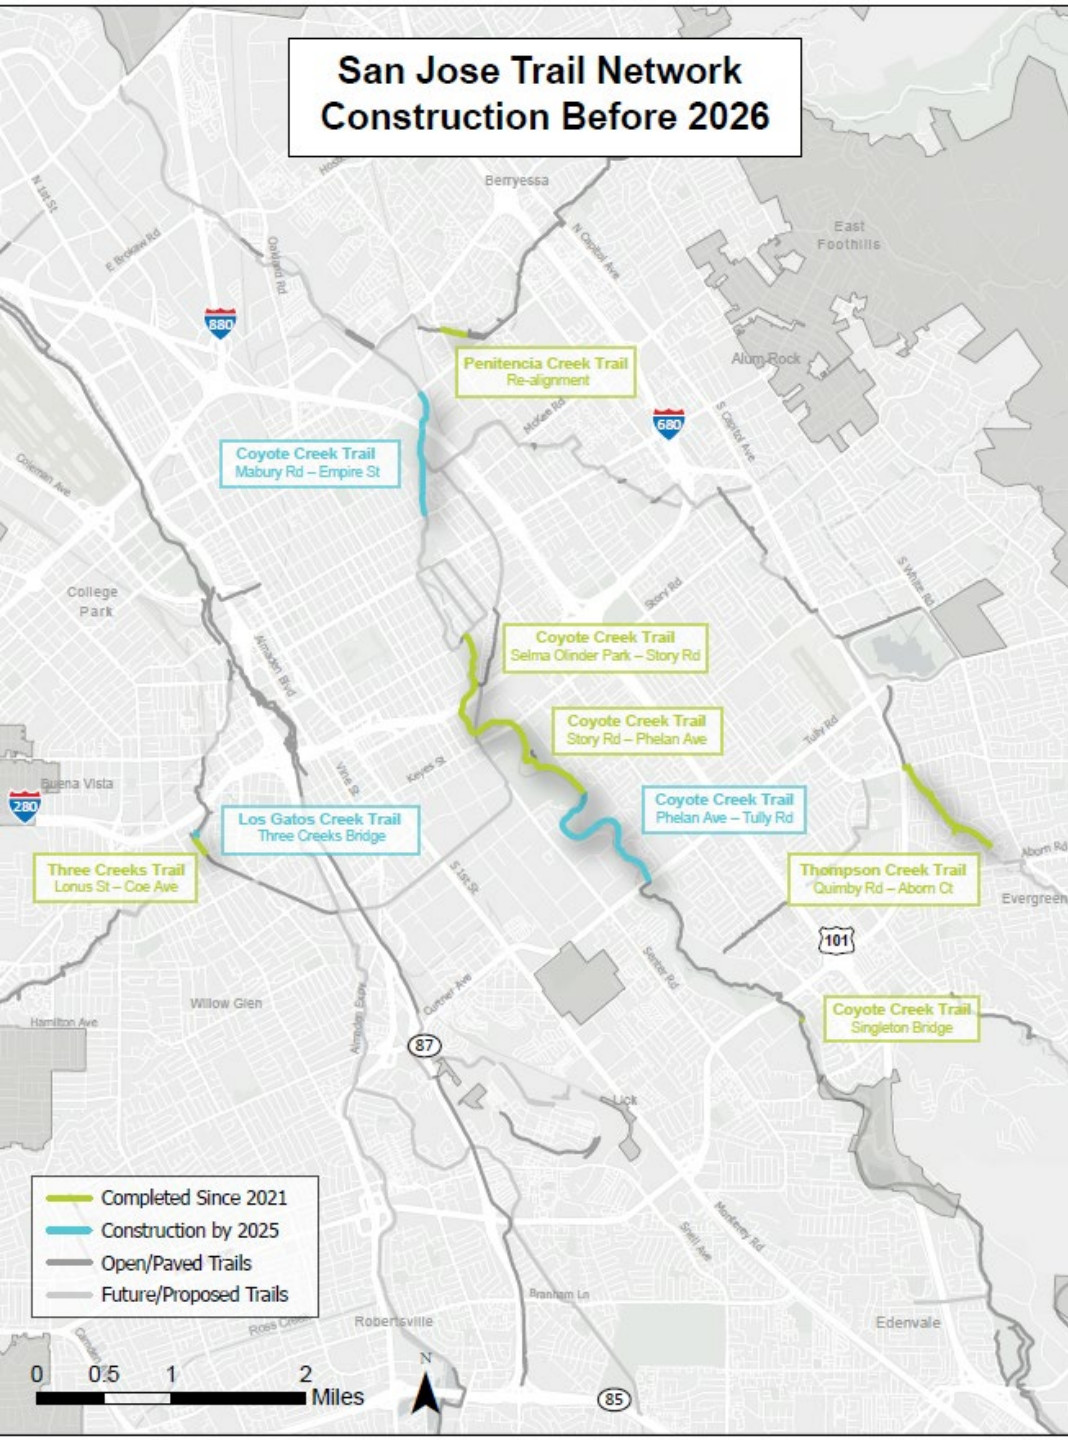 San Jose Trail Network
Construction Before 2026
Berryessa
N 1st St
E Brokaw Rd
Oakland Rd
N Capitol Ave
East
Foothills
880
Penitencia Creek Trail
Re-alignment
Alum Rock
McKee Rd
680
S Capitol Ave
Coyote Creek Trail
Mabury Rd – Empire St
Coleman Ave
College
Park
S White Rd
Story Rd
Almaden Blvd
Coyote Creek Trail
Selma Olinder Park – Story Rd
Coyote Creek Trail
Story Rd – Phelan Ave
Tully Rd
Keyes St
Vine St
Buena Vista
280
Los Gatos Creek Trail
Three Creeks Bridge
Coyote Creek Trail
Phelan Ave – Tully Rd
Three Creeks Trail
Lonus St – Coe Ave
S 1st St
Thompson Creek Trail
Quimby Rd – Aborn Ct
Aborn Rd
Evergreen
101
Senter Rd
Willow Glen
Curtner Ave
Hamilton Ave
Almaden Expy
Coyote Creek Trail
Singleton Bridge
87
Lick
Completed Since 2021
Construction by 2025
Open/Paved Trails
Future/Proposed Trails
Monterey Rd
Snell Ave
Branham Ln
Robertsville
Edenvale
N
0 0.5 1 2
Miles
85